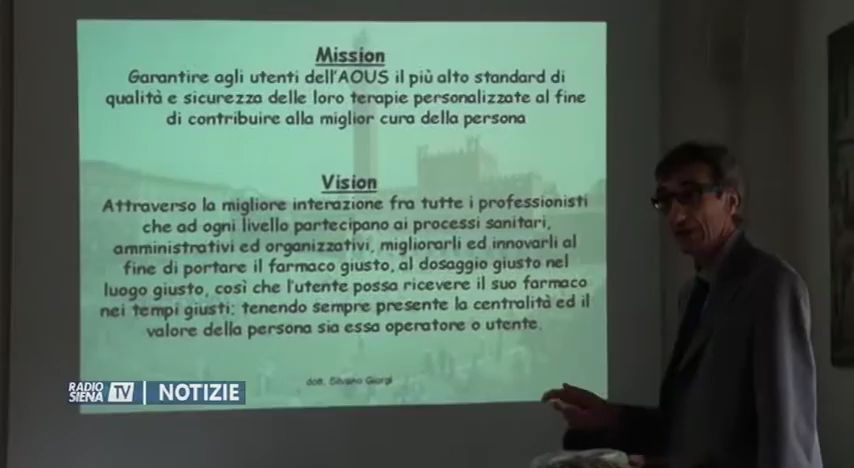 Mission
Garantire agli utenti dell'AOUS il più alto standard di
qualità e sicurezza delle loro terapie personalizzate al fine
di contribuire alla miglior cura della persona
Vision
Attraverso la migliore interazione fra tutte i professionisti
che ad ogni livello partecipano ai processi sanitari,
amministrativi ed organizzativi, migliorarli ed innovarli al
fine di portare il farmaco giusto, al dosaggio giusto nel
luogo giusto, così che l'utente possa ricevere il suo farmaco
nei tempi giusti; tenendo sempre presente la centralità ed il
valore della persona sia essa operatore o utente.
dott. Silvano Giorgi
RADIO SIENA TV NOTIZIE